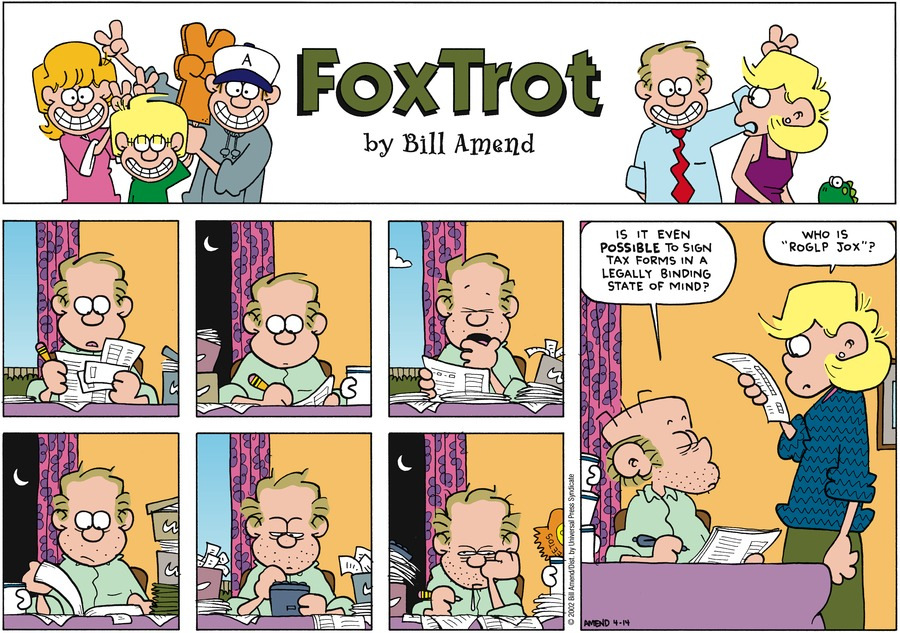 A
FoxTrot
by Bill Amend
IS IT EVEN
POSSIBLE TO SIGN
TAX FORMS IN A
LEGALLY BINDING
STATE OF MIND?
WHO IS
"ROGLP JOX"?
© 2002 Bill Amend/Dist. by Universal Press Syndicate
AMEND 4-14